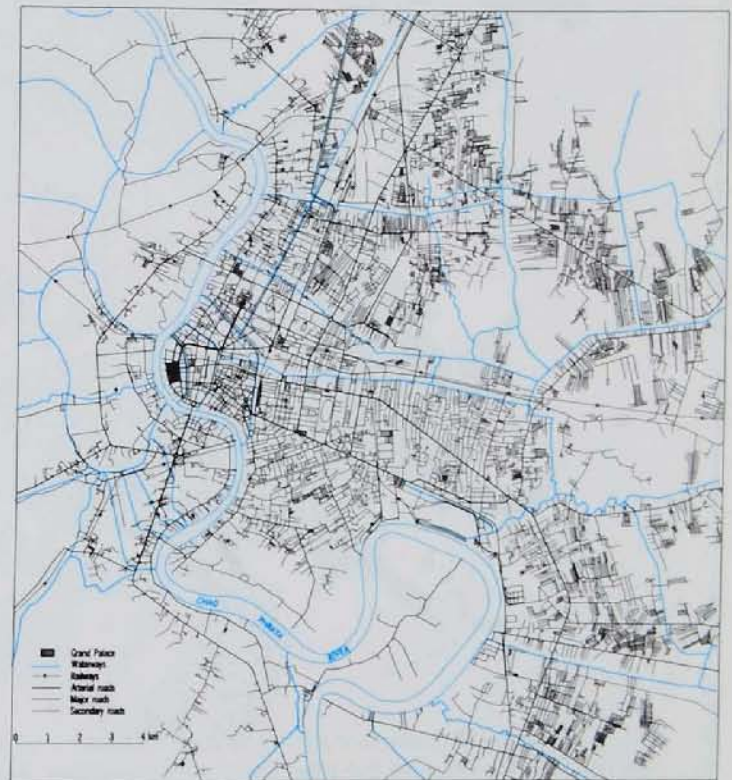 CHAO
PHRAYA
RIVER
Grand Palace
Waterways
Railways
Arterial roads
Major roads
Secondary roads
0 1 2 3 4 km